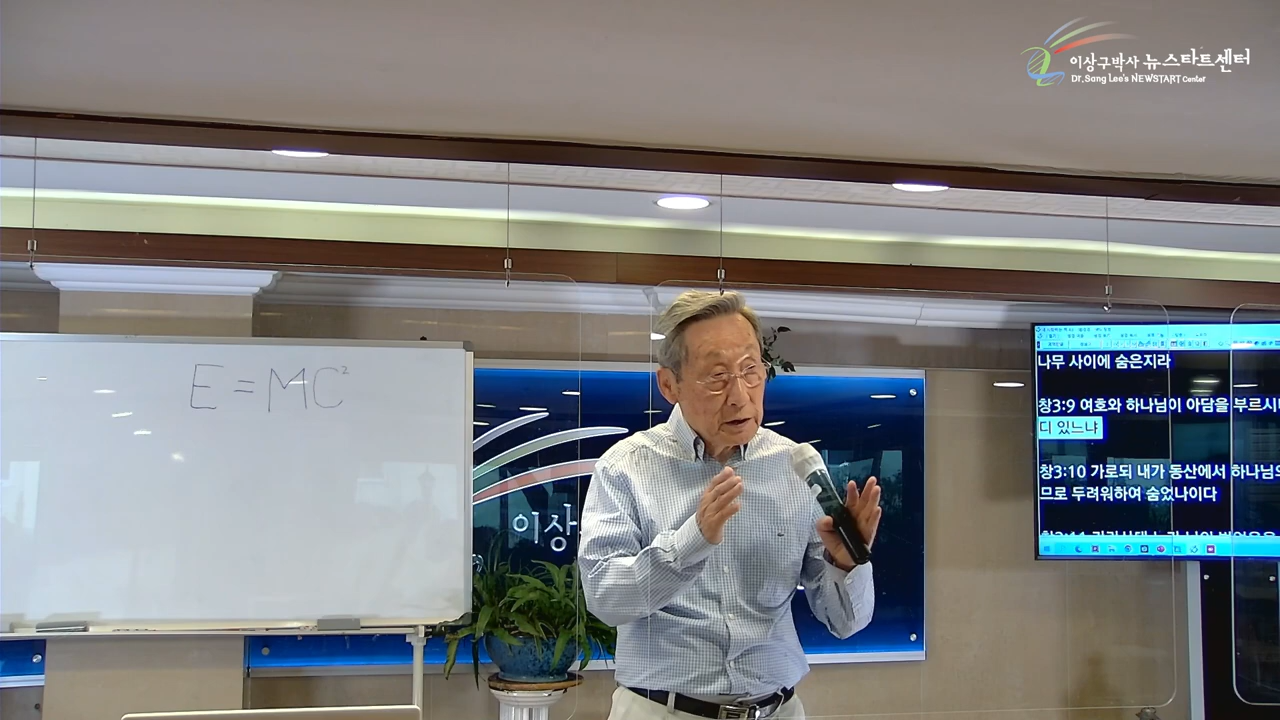 이상구박사 뉴스타트센터
Dr. Sang Lee's NEWSTART Center
E = MC²
이상
나무 사이에 숨은지라
창3:9 여호와 하나님이 아담을 부르시
디 있느냐
창3:10 가로되 내가 동산에서 하나님
므로 두려워하여 숨었나이다